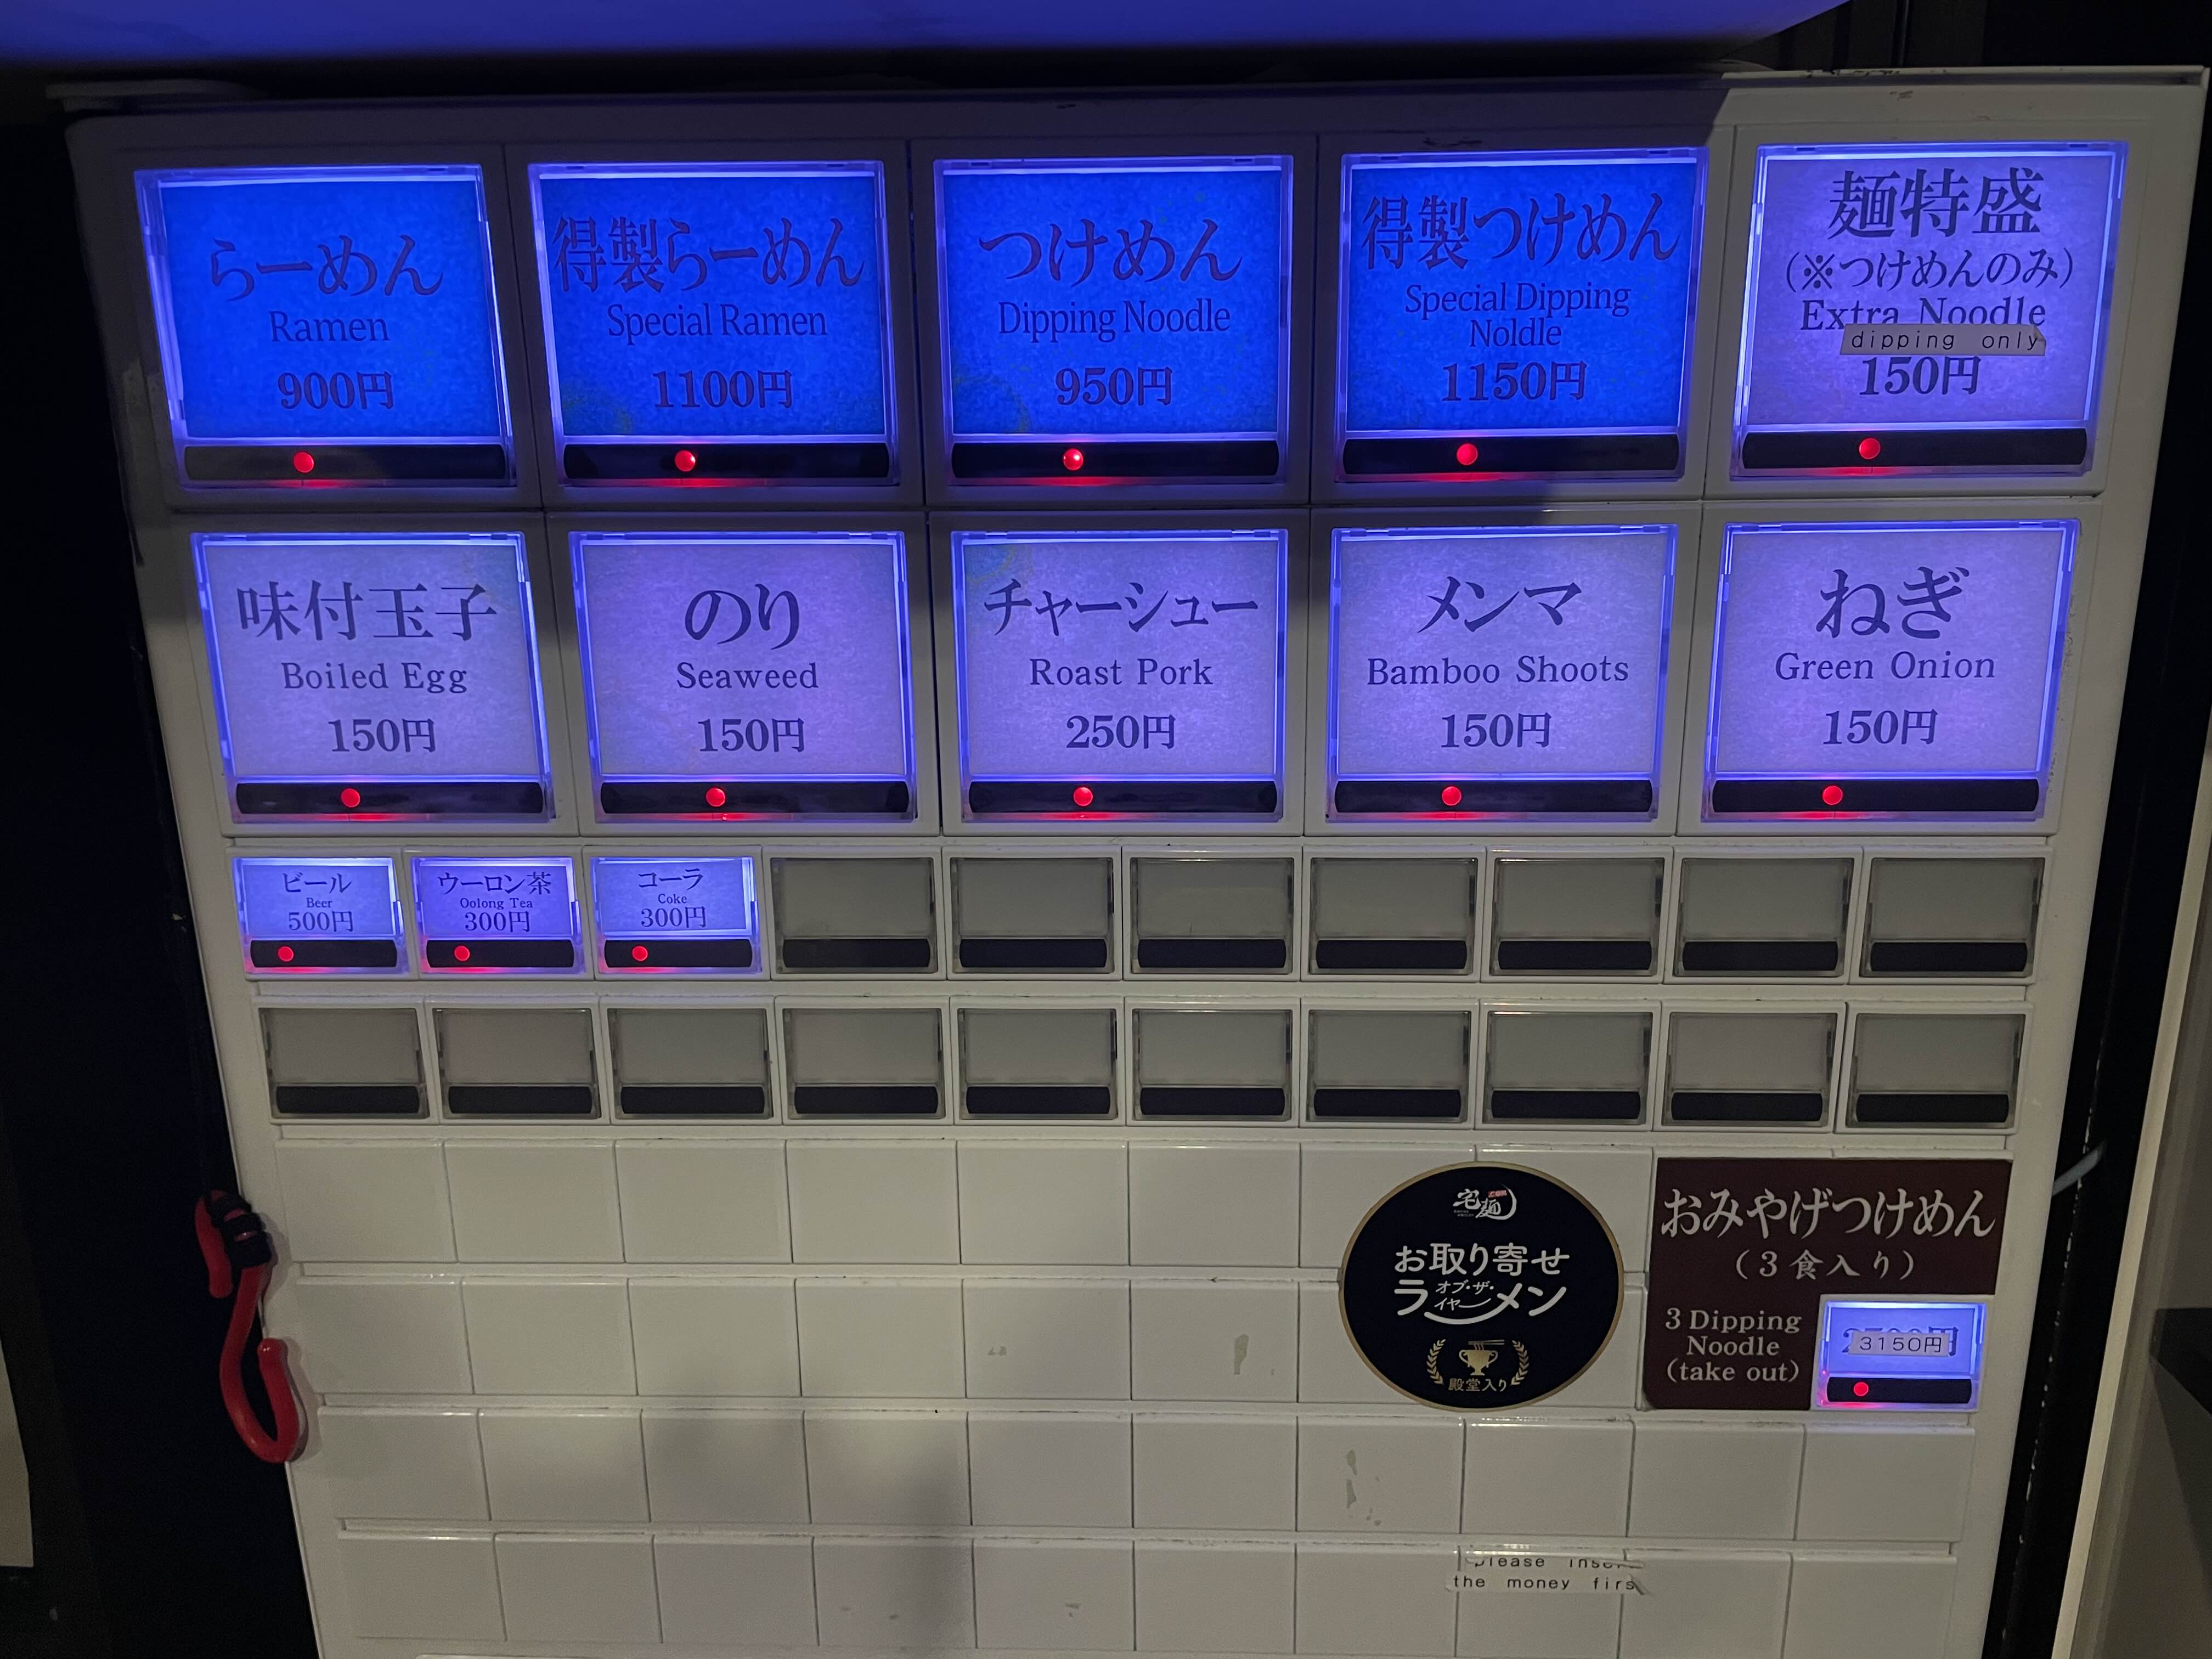 らーめん
Ramen
900円
得製らーめん
Special Ramen
1100円
つけめん
Dipping Noodle
950円
得製つけめん
Special Dipping
Noldle
1150円
麺特盛
(※つけめんのみ)
Extra Noodle
dipping only
150円
味付玉子
Boiled Egg
150円
のり
Seaweed
150円
チャーシュー
Roast Pork
250円
メンマ
Bamboo Shoots
150円
ねぎ
Green Onion
150円
ビール
Beer
500円
ウーロン茶
Oolong Tea
300円
コーラ
Coke
300円
宅麺
お取り寄せ
ラーメン
オブ・ザ・
イヤー
殿堂入り
おみやげつけめん
(3食入り)
3 Dipping
Noodle
(take out)
3150円
please insert
the money firs